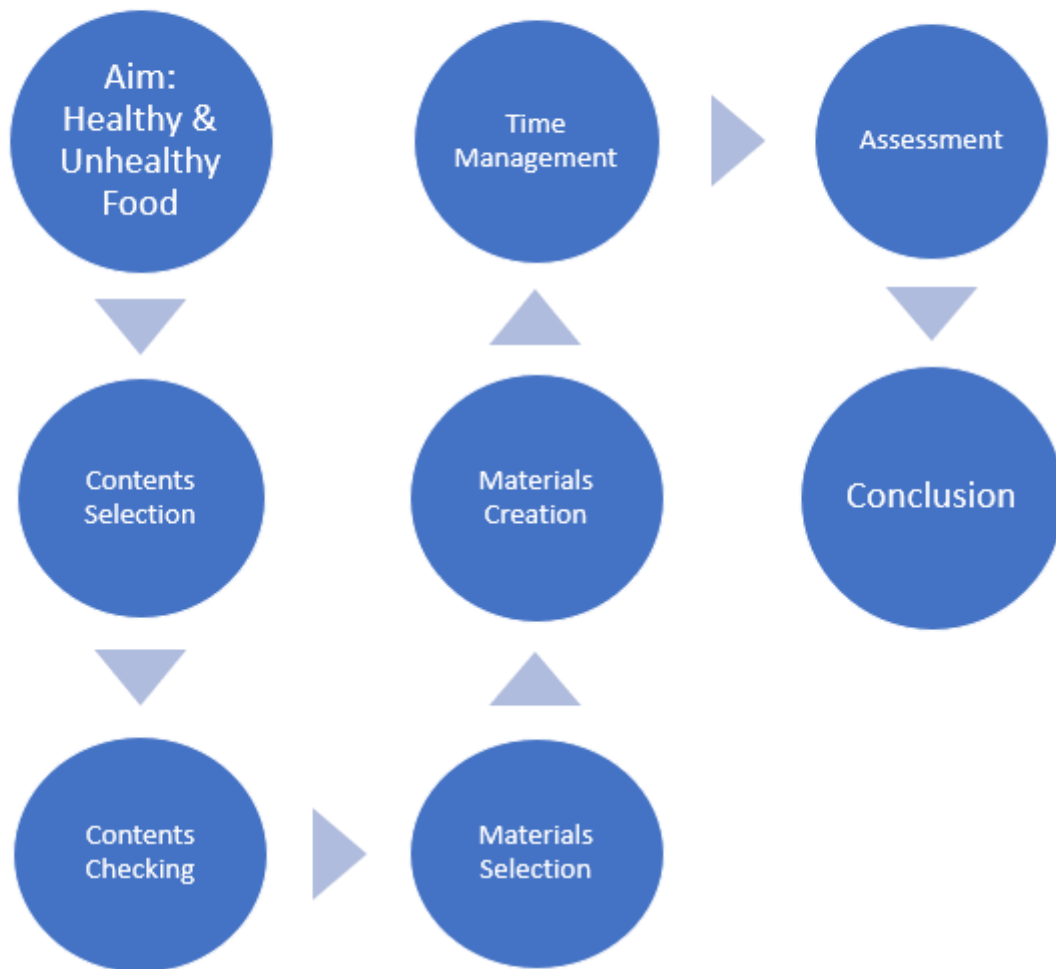 Aim:
Healthy &
Unhealthy
Food
Contents
Selection
Contents
Checking
Materials
Selection
Materials
Creation
Time
Management
Assessment
Conclusion